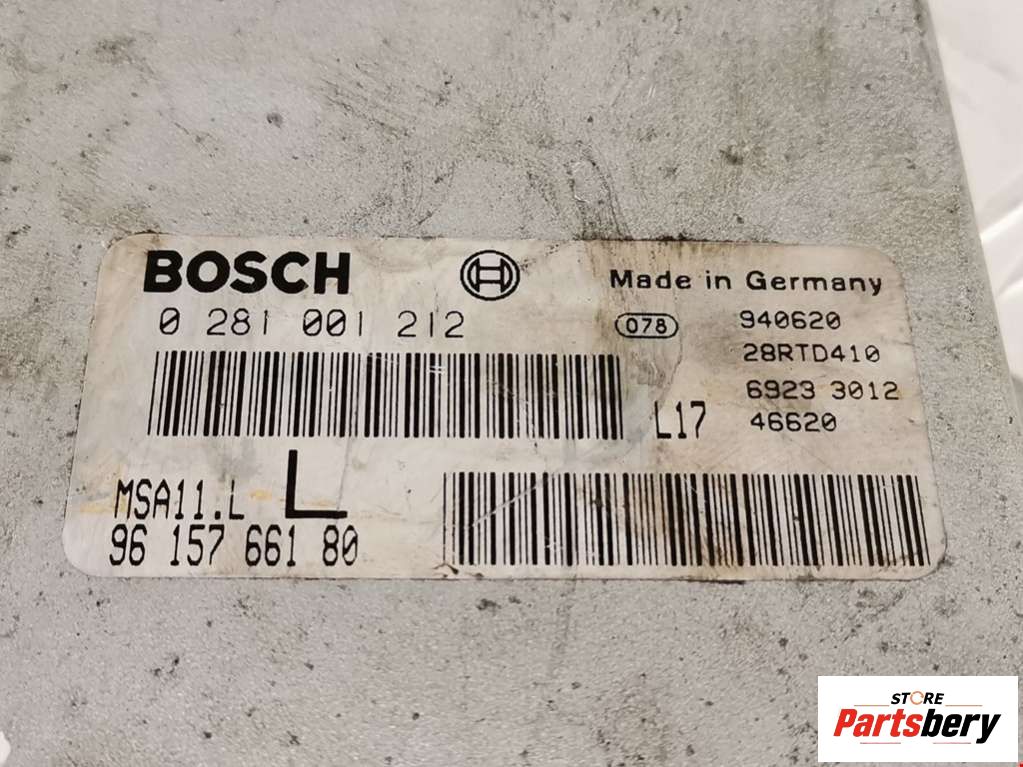 BOSCH
Made in Germany
0 281 001 212
078
940620
28RTD410
6923 3012
L17
46620
MSA11.L
L
96 157 661 80
STORE
Partsbery